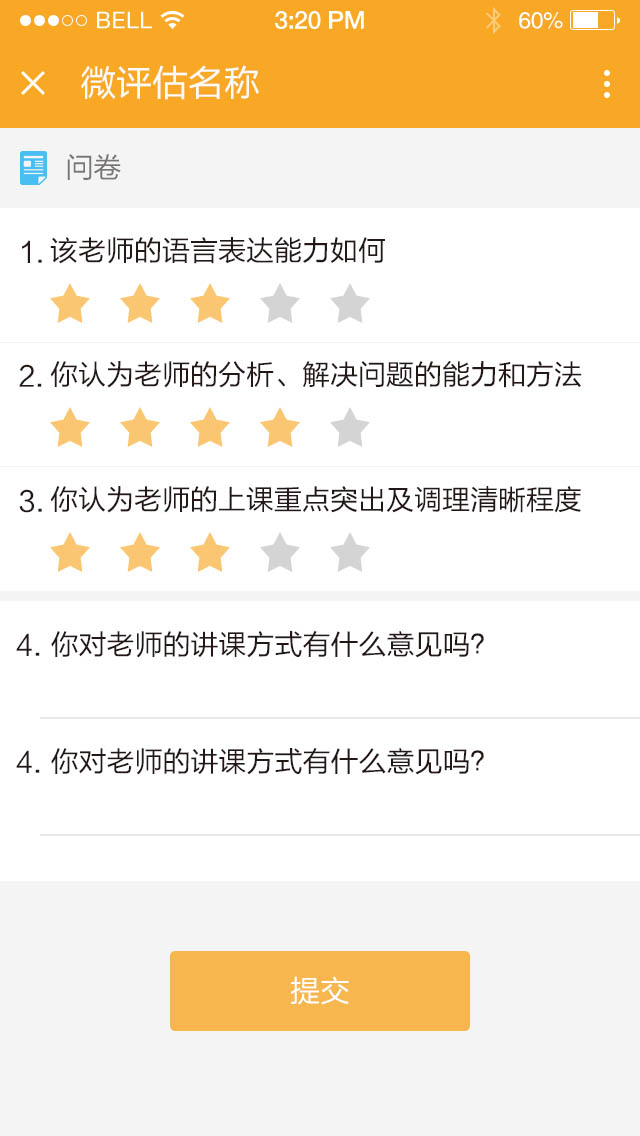 BELL 3:20 PM 60%
微评估名称
问卷
1. 该老师的语言表达能力如何
2. 你认为老师的分析、解决问题的能力和方法
3. 你认为老师的上课重点突出及调理清晰程度
4. 你对老师的讲课方式有什么意见吗?
4. 你对老师的讲课方式有什么意见吗?
提交